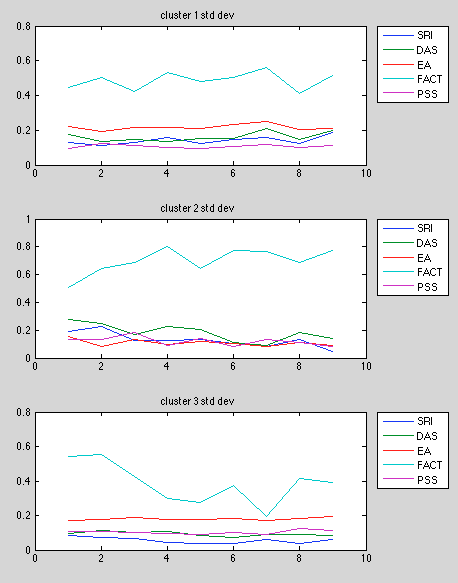 cluster 1 std dev
0.8
0.6
0.4
0.2
0
0 2 4 6 8 10
SRI
DAS
EA
FACT
PSS
cluster 2 std dev
1
0.8
0.6
0.4
0.2
0
0 2 4 6 8 10
SRI
DAS
EA
FACT
PSS
cluster 3 std dev
0.8
0.6
0.4
0.2
0
0 2 4 6 8 10
SRI
DAS
EA
FACT
PSS